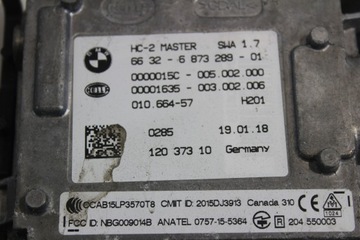 HC-2 MASTER SWA 1.7
66 32 - 6 873 289 - 01
0000015C - 005.002.000
HELLA 00001635 - 003.002.006
010.664-57 H201
0285 19.01.18
120 373 10 Germany
CCAB15LP3570T8 CMIIT ID: 2015DJ3913 Canada 310
FCC ID: NBG009014B ANATEL 0757-15-5364 R 204 550003